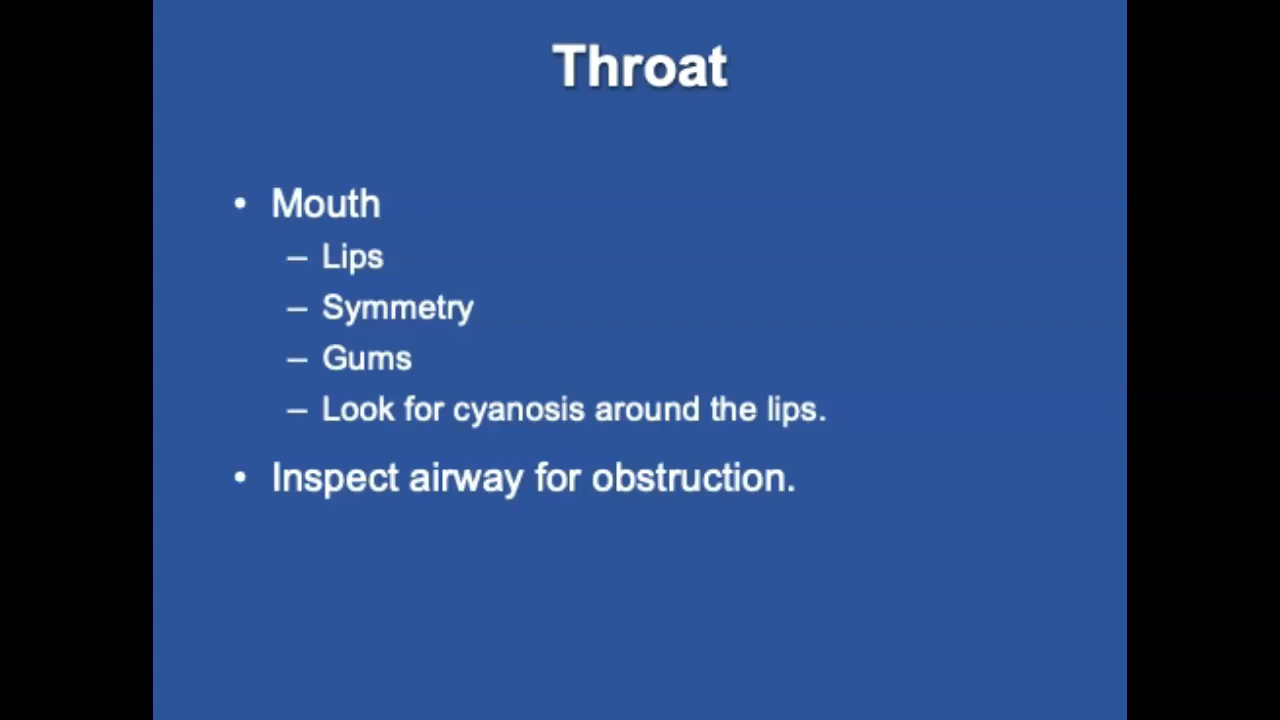 Throat
• Mouth
– Lips
– Symmetry
– Gums
– Look for cyanosis around the lips.
• Inspect airway for obstruction.